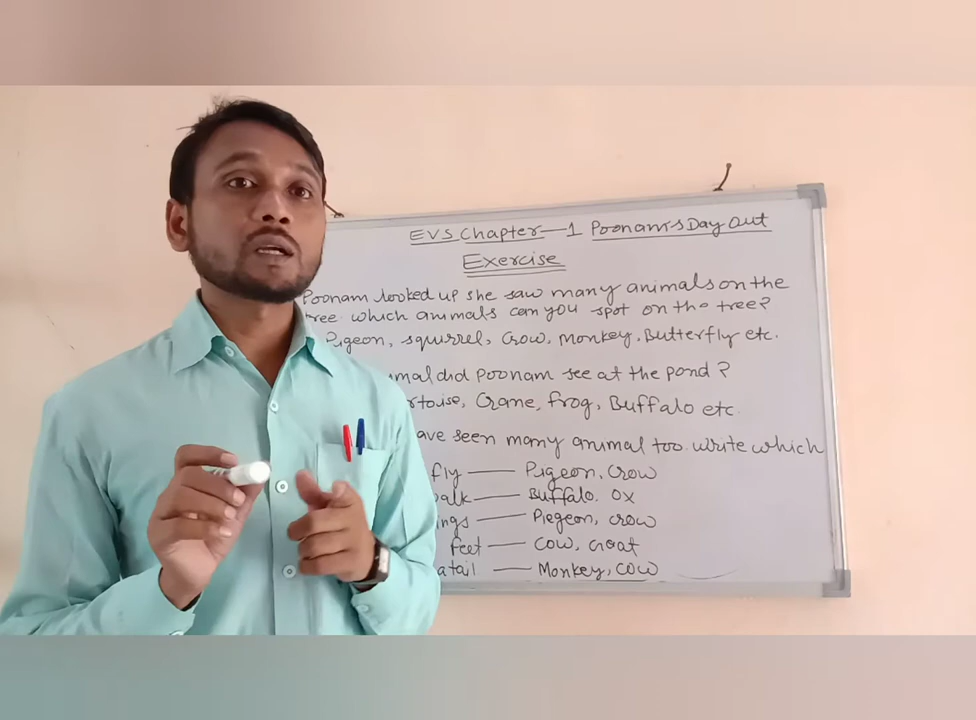 EVS Chapter—1 Poonam's Day Out
Exercise
Poonam looked up she saw many animals on the
tree. which animals can you spot on the tree?
Pigeon, squirrel, Crow, monkey, Butterfly etc.
did Poonam see at the pond?
Crane, frog, Buffalo etc
seen many animal too. write which
fly — Pigeon, Crow
Buffalo. Ox
Piegeon, crow
feet — Cow, Goat
tail — Monkey, Cow